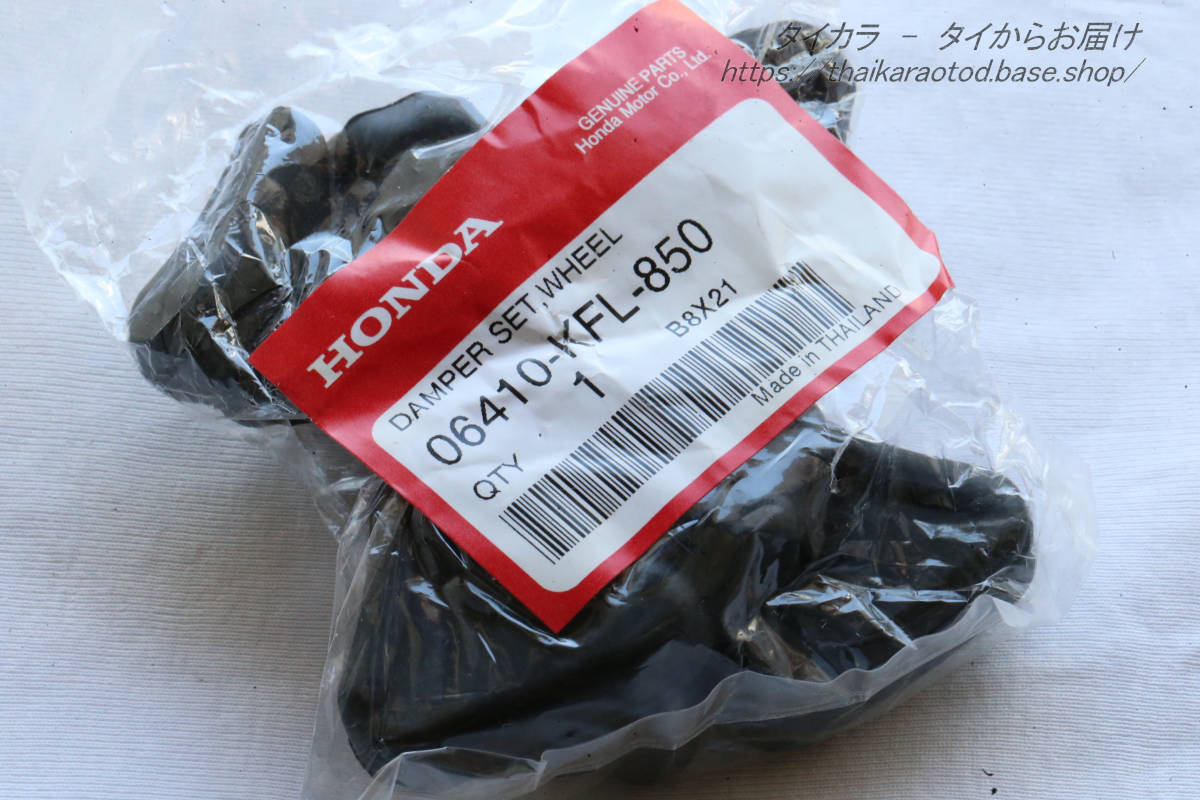 タイカラ － タイからお届け
https://thaikaraotod.base.shop/
GENUINE PARTS
Honda Motor Co., Ltd.
HONDA
DAMPER SET,WHEEL
06410-KFL-850
QTY 1 B8X21
Made in THAILAND